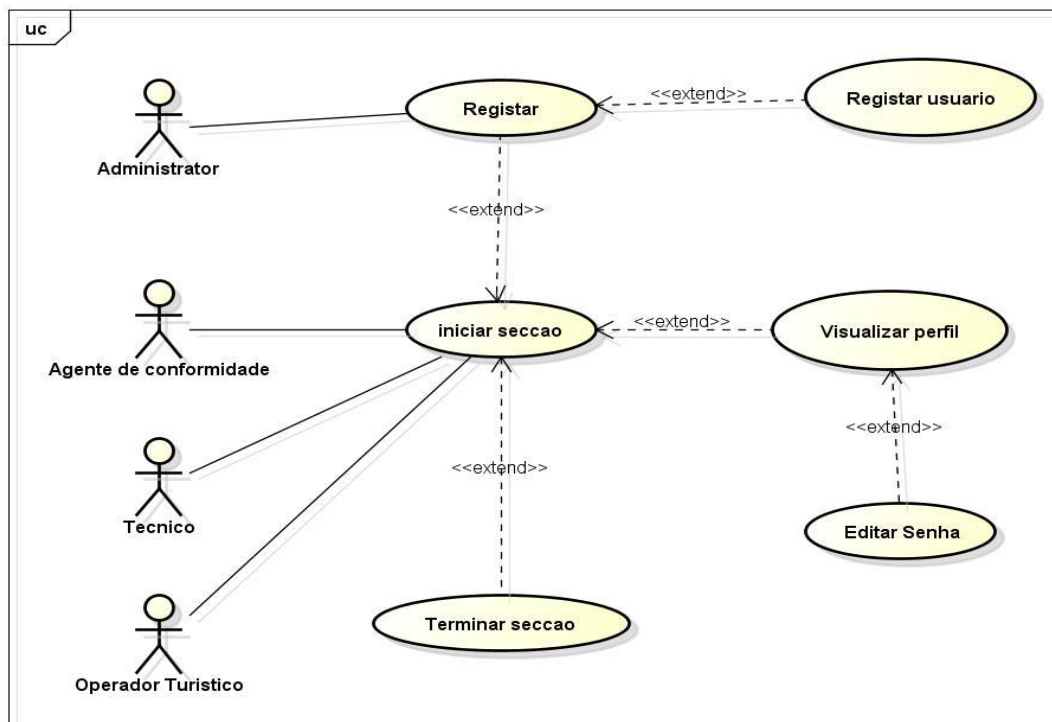 uc
Registar
<<extend>>
Registar usuario
Administrator
<<extend>>
iniciar seccao
<<extend>>
Visualizar perfil
Agente de conformidade
<<extend>>
<<extend>>
Tecnico
Editar Senha
Terminar seccao
Operador Turistico